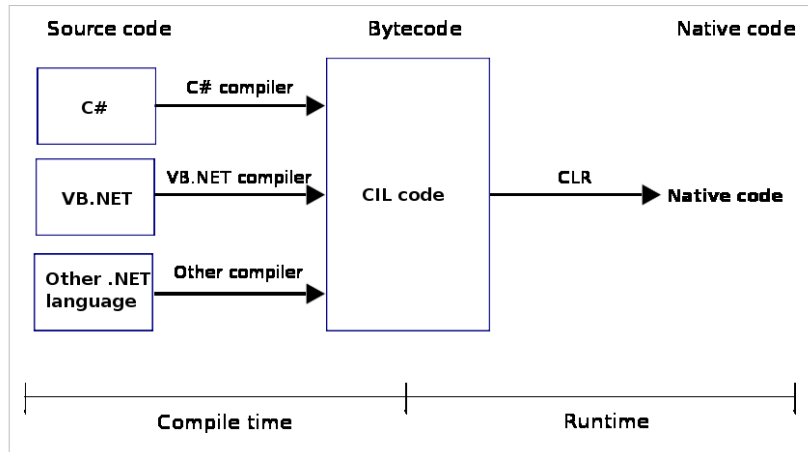 Source code
Bytecode
Native code
C#
C# compiler
VB.NET
VB.NET compiler
CIL code
CLR
Native code
Other .NET
language
Other compiler
Compile time
Runtime